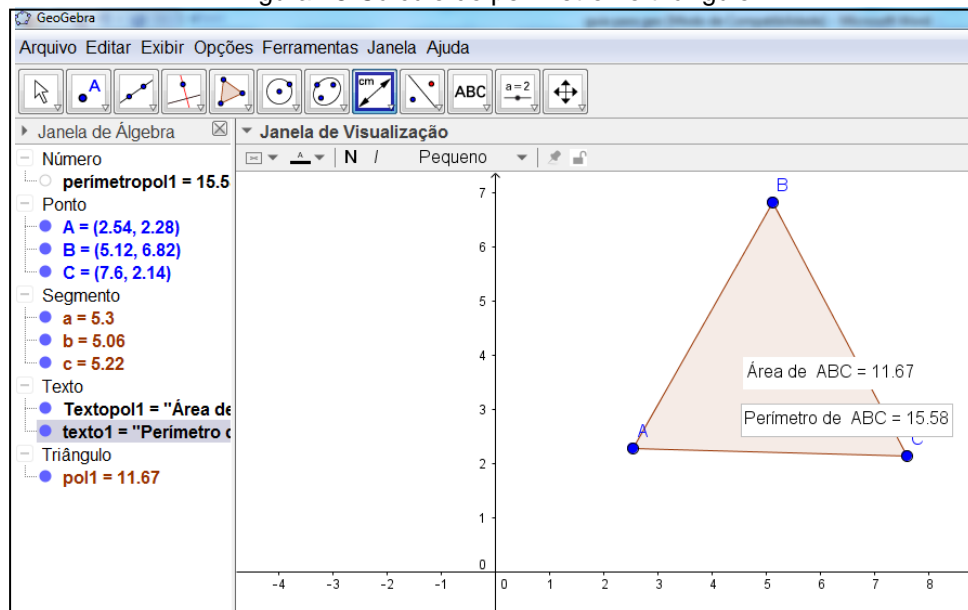 GeoGebra
Arquivo Editar Exibir Opções Ferramentas Janela Ajuda
A cm ABC a=2
Janela de Álgebra
Número
perímetropol1 = 15.5
Ponto
A = (2.54, 2.28)
B = (5.12, 6.82)
C = (7.6, 2.14)
Segmento
a = 5.3
b = 5.06
c = 5.22
Texto
Textopol1 = "Área de
texto1 = "Perímetro
Triângulo
pol1 = 11.67
Janela de Visualização
A N I Pequeno
7
6
5
4
3
2
1
0
-4 -3 -2 -1 0 1 2 3 4 5 6 7 8
B
Área de ABC = 11.67
Perímetro de ABC = 15.58
A
C